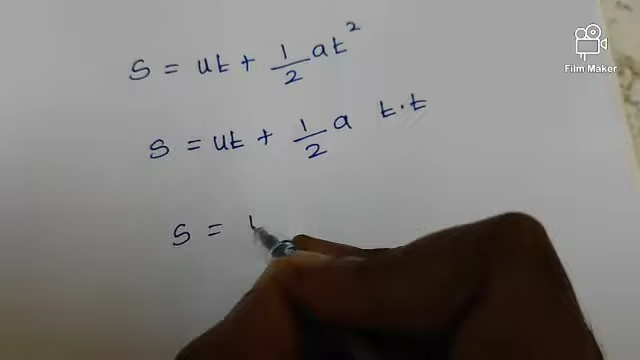 S = ut + 1/2 at²
S = ut + 1/2 a t·t
S =
Film Maker